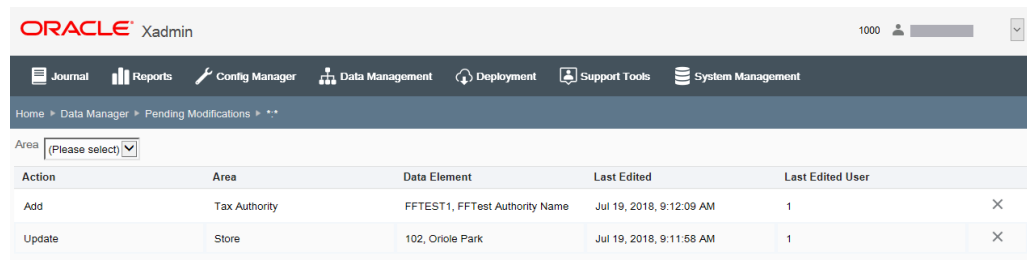 ORACLE® Xadmin 1000
Journal Reports Config Manager Data Management Deployment Support Tools System Management
Home ▸ Data Manager ▸ Pending Modifications ▸ *:*
Area (Please select)
Action Area Data Element Last Edited Last Edited User
Add Tax Authority FFTEST1, FFTest Authority Name Jul 19, 2018, 9:12:09 AM 1
Update Store 102, Oriole Park Jul 19, 2018, 9:11:58 AM 1